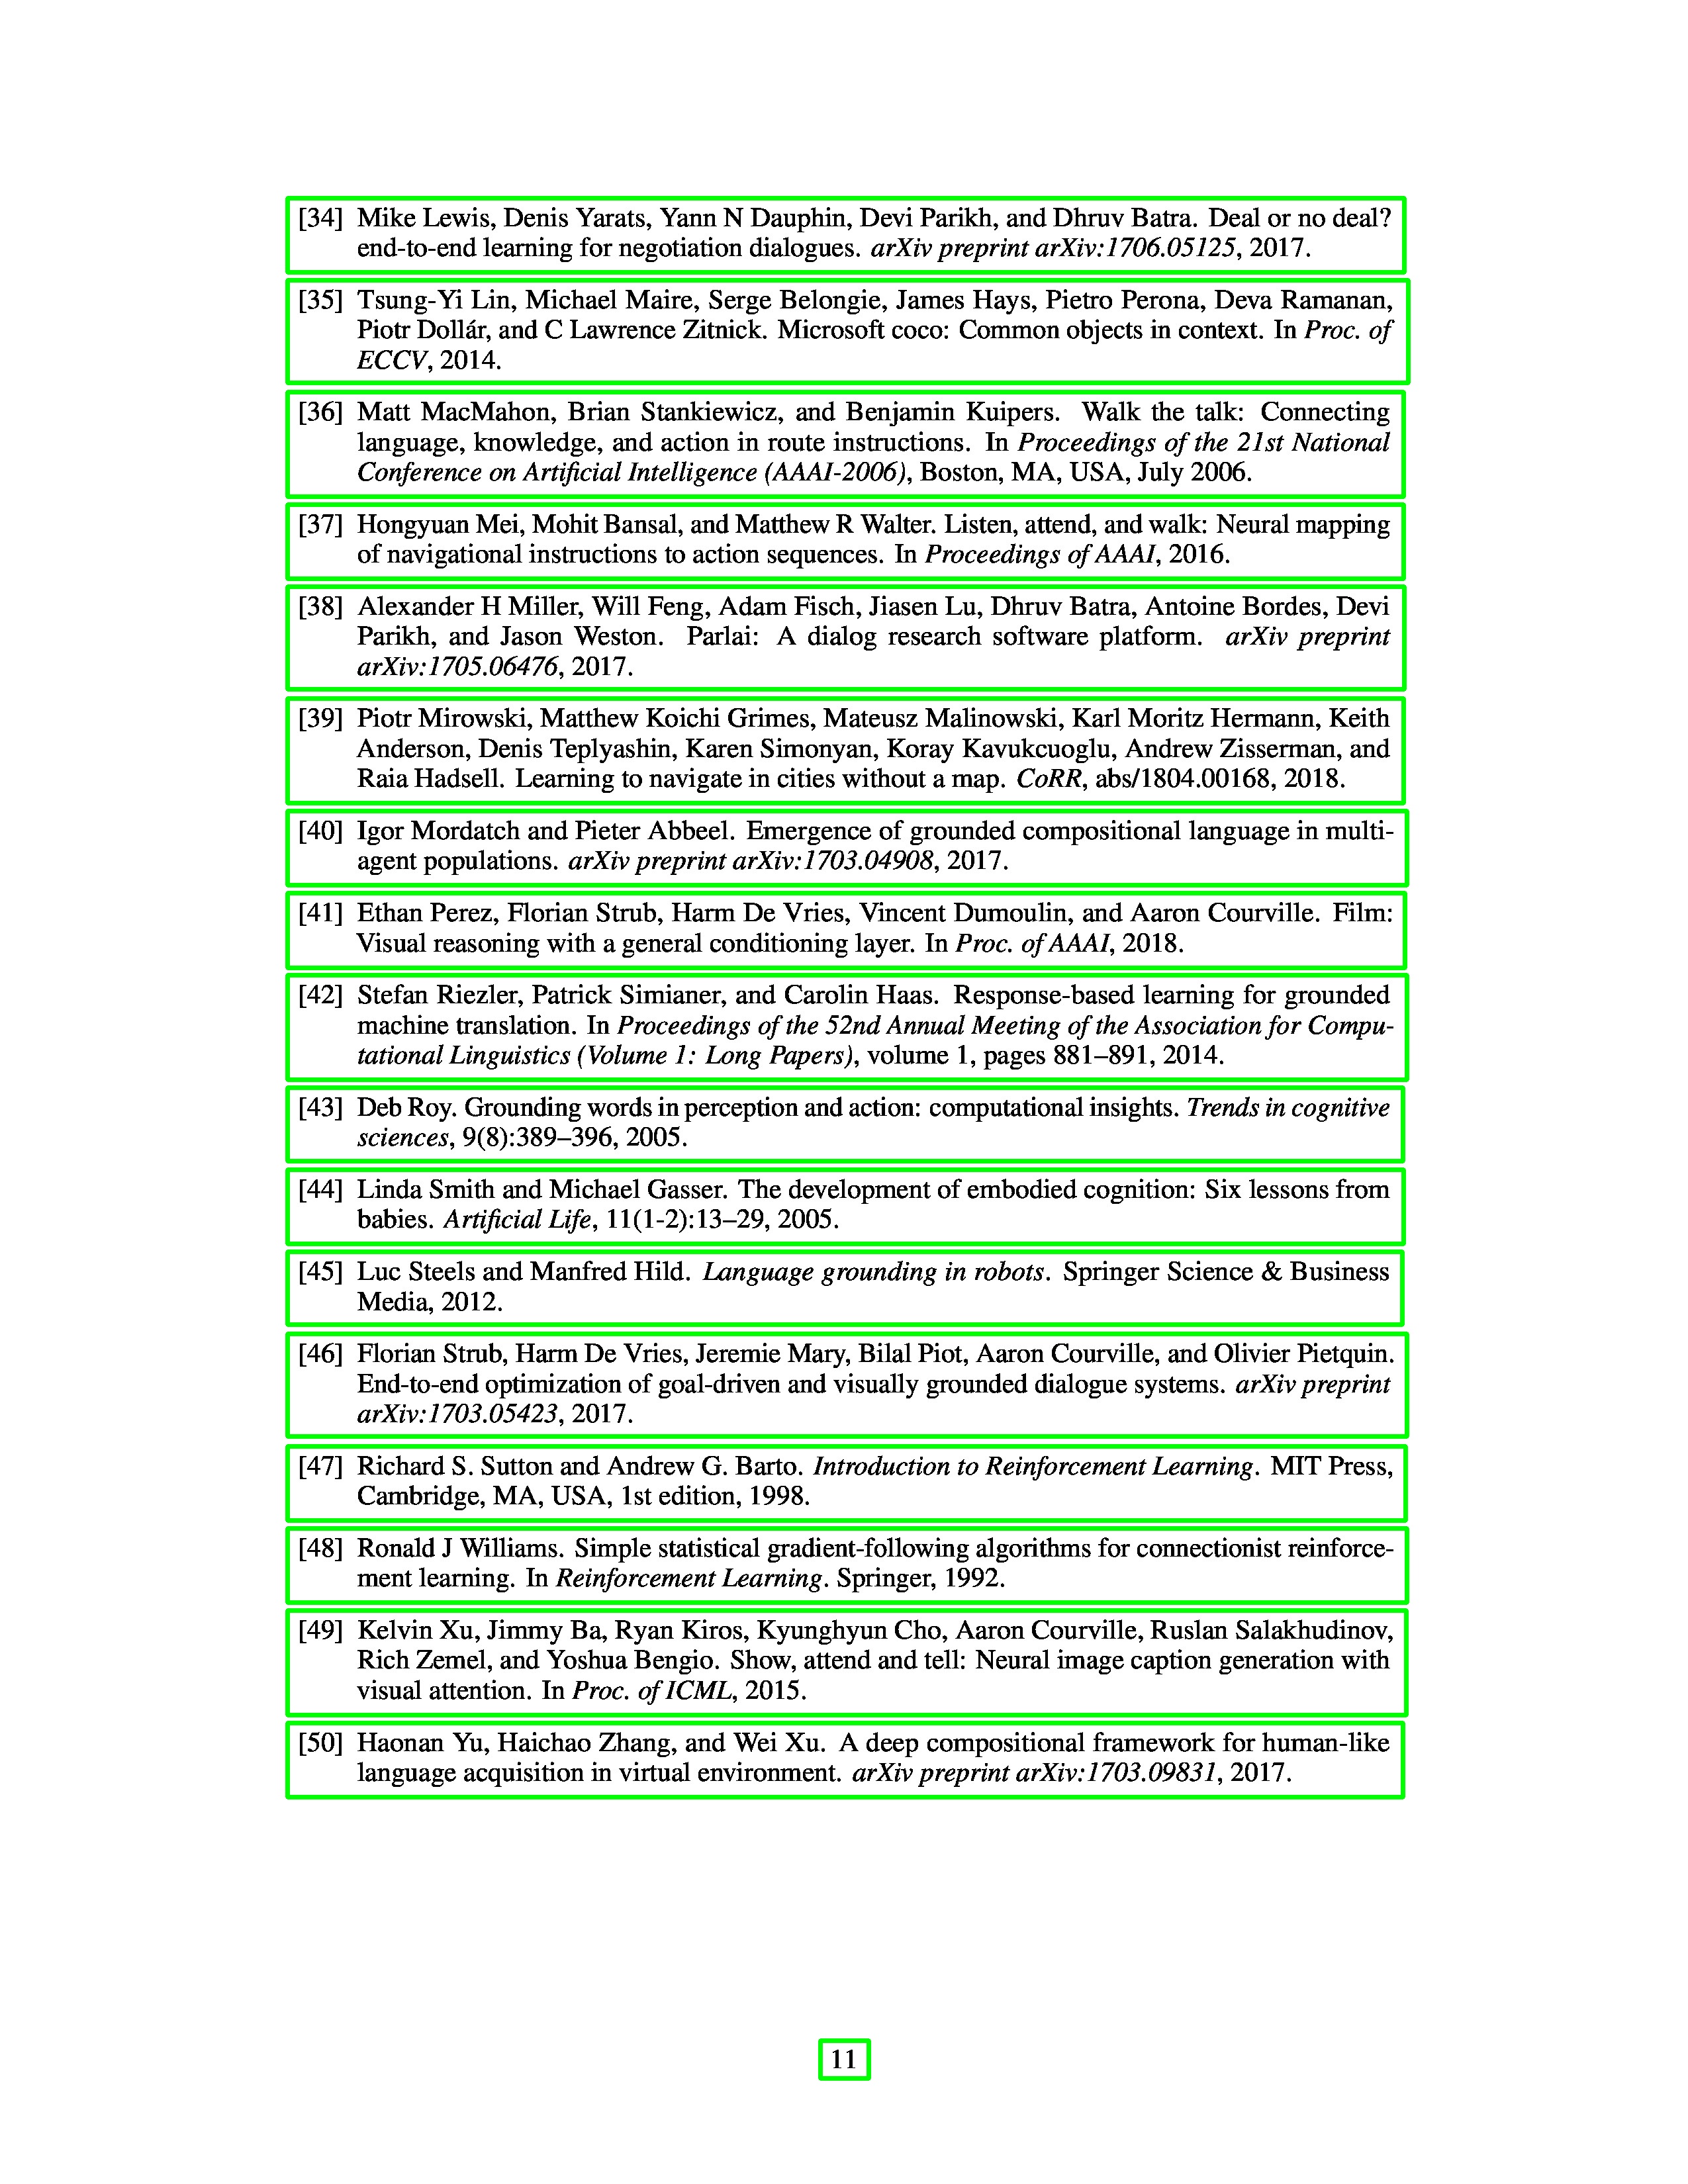 [34] Mike Lewis, Denis Yarats, Yann N Dauphin, Devi Parikh, and Dhruv Batra. Deal or no deal?
end-to-end learning for negotiation dialogues. arXiv preprint arXiv:1706.05125, 2017.
[35] Tsung-Yi Lin, Michael Maire, Serge Belongie, James Hays, Pietro Perona, Deva Ramanan,
Piotr Dollár, and C Lawrence Zitnick. Microsoft coco: Common objects in context. In Proc. of
ECCV, 2014.
[36] Matt MacMahon, Brian Stankiewicz, and Benjamin Kuipers. Walk the talk: Connecting
language, knowledge, and action in route instructions. In Proceedings of the 21st National
Conference on Artificial Intelligence (AAAI-2006), Boston, MA, USA, July 2006.
[37] Hongyuan Mei, Mohit Bansal, and Matthew R Walter. Listen, attend, and walk: Neural mapping
of navigational instructions to action sequences. In Proceedings of AAAI, 2016.
[38] Alexander H Miller, Will Feng, Adam Fisch, Jiasen Lu, Dhruv Batra, Antoine Bordes, Devi
Parikh, and Jason Weston. Parlai: A dialog research software platform. arXiv preprint
arXiv:1705.06476, 2017.
[39] Piotr Mirowski, Matthew Koichi Grimes, Mateusz Malinowski, Karl Moritz Hermann, Keith
Anderson, Denis Teplyashin, Karen Simonyan, Koray Kavukcuoglu, Andrew Zisserman, and
Raia Hadsell. Learning to navigate in cities without a map. CoRR, abs/1804.00168, 2018.
[40] Igor Mordatch and Pieter Abbeel. Emergence of grounded compositional language in multi-
agent populations. arXiv preprint arXiv:1703.04908, 2017.
[41] Ethan Perez, Florian Strub, Harm De Vries, Vincent Dumoulin, and Aaron Courville. Film:
Visual reasoning with a general conditioning layer. In Proc. of AAAI, 2018.
[42] Stefan Riezler, Patrick Simianer, and Carolin Haas. Response-based learning for grounded
machine translation. In Proceedings of the 52nd Annual Meeting of the Association for Compu-
tational Linguistics (Volume 1: Long Papers), volume 1, pages 881–891, 2014.
[43] Deb Roy. Grounding words in perception and action: computational insights. Trends in cognitive
sciences, 9(8):389–396, 2005.
[44] Linda Smith and Michael Gasser. The development of embodied cognition: Six lessons from
babies. Artificial Life, 11(1-2):13–29, 2005.
[45] Luc Steels and Manfred Hild. Language grounding in robots. Springer Science & Business
Media, 2012.
[46] Florian Strub, Harm De Vries, Jeremie Mary, Bilal Piot, Aaron Courville, and Olivier Pietquin.
End-to-end optimization of goal-driven and visually grounded dialogue systems. arXiv preprint
arXiv:1703.05423, 2017.
[47] Richard S. Sutton and Andrew G. Barto. Introduction to Reinforcement Learning. MIT Press,
Cambridge, MA, USA, 1st edition, 1998.
[48] Ronald J Williams. Simple statistical gradient-following algorithms for connectionist reinforce-
ment learning. In Reinforcement Learning. Springer, 1992.
[49] Kelvin Xu, Jimmy Ba, Ryan Kiros, Kyunghyun Cho, Aaron Courville, Ruslan Salakhudinov,
Rich Zemel, and Yoshua Bengio. Show, attend and tell: Neural image caption generation with
visual attention. In Proc. of ICML, 2015.
[50] Haonan Yu, Haichao Zhang, and Wei Xu. A deep compositional framework for human-like
language acquisition in virtual environment. arXiv preprint arXiv:1703.09831, 2017.
11